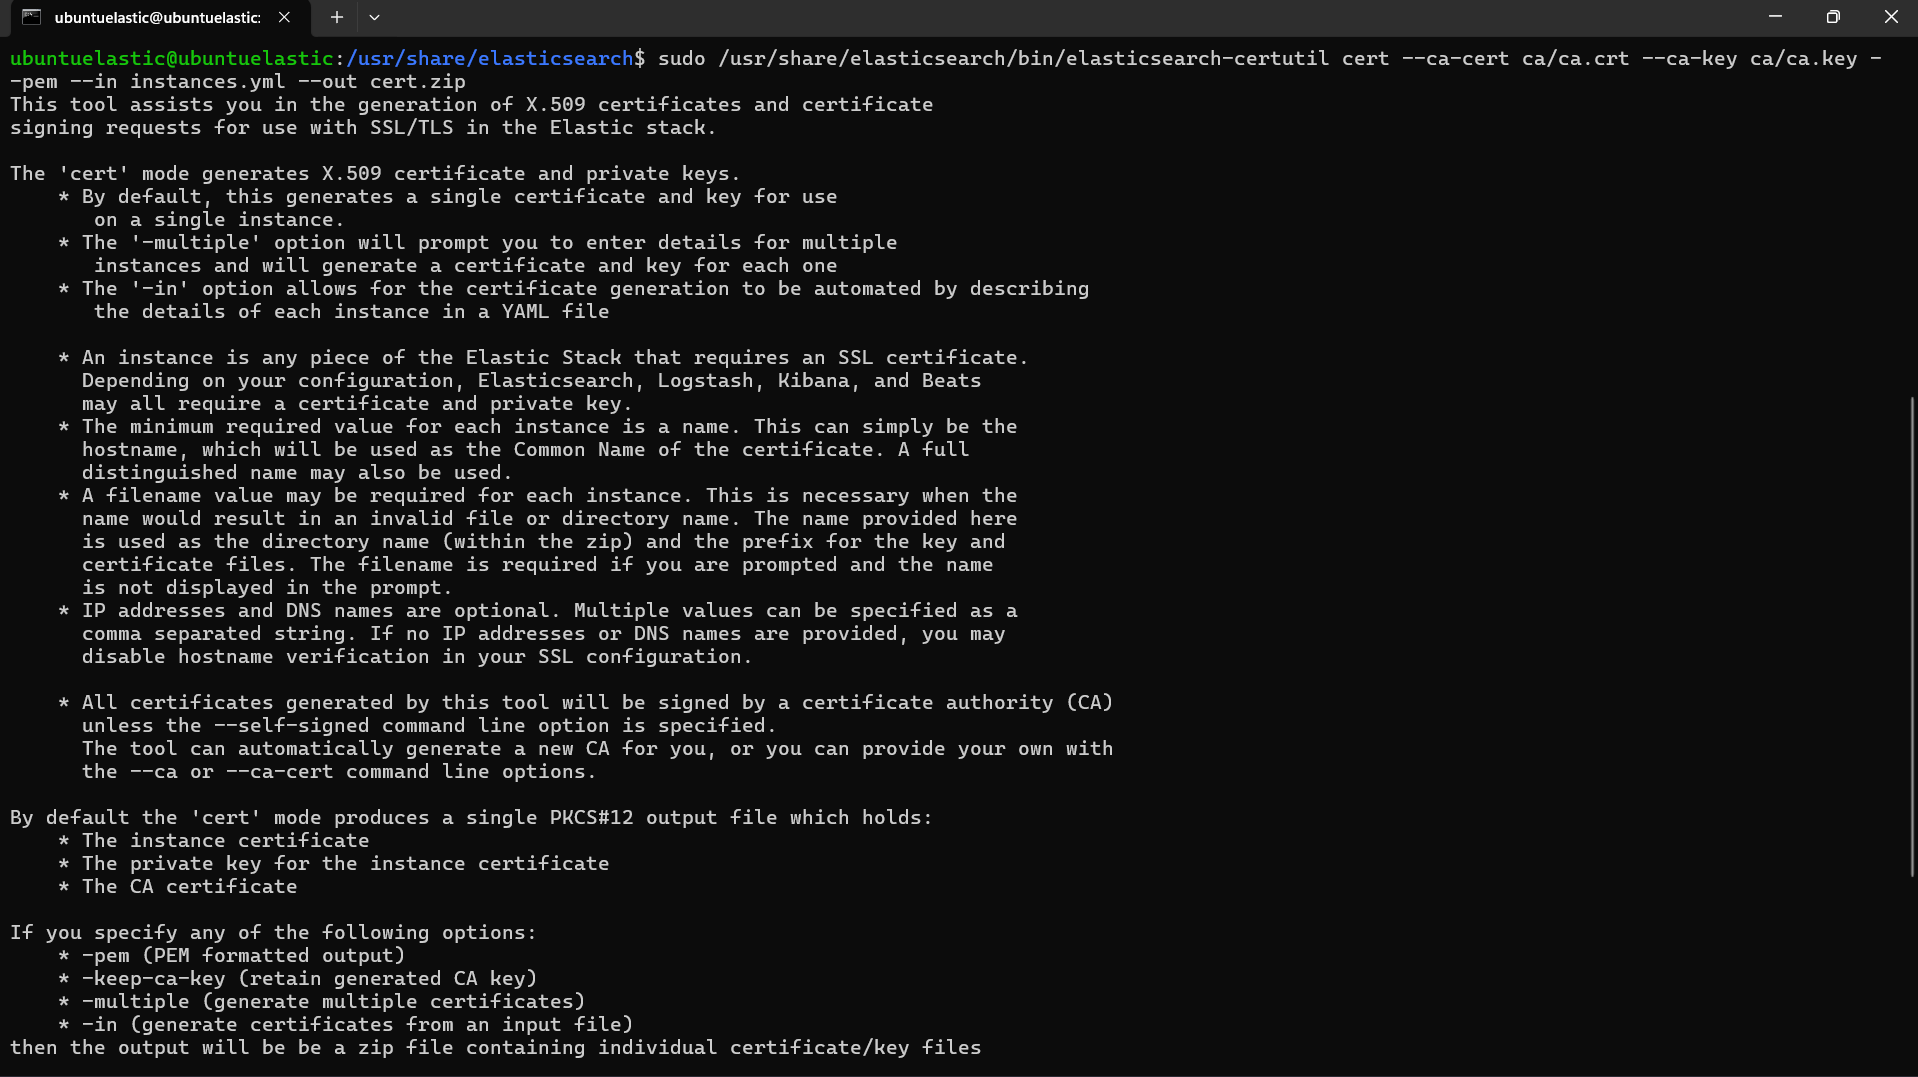 ubuntuelastic@ubuntuelastic:
ubuntuelastic@ubuntuelastic:/usr/share/elasticsearch$ sudo /usr/share/elasticsearch/bin/elasticsearch-certutil cert --ca-cert ca/ca.crt --ca-key ca/ca.key -
-pem --in instances.yml --out cert.zip
This tool assists you in the generation of X.509 certificates and certificate
signing requests for use with SSL/TLS in the Elastic stack.

The 'cert' mode generates X.509 certificate and private keys.
    * By default, this generates a single certificate and key for use
       on a single instance.
    * The '-multiple' option will prompt you to enter details for multiple
       instances and will generate a certificate and key for each one
    * The '-in' option allows for the certificate generation to be automated by describing
       the details of each instance in a YAML file

    * An instance is any piece of the Elastic Stack that requires an SSL certificate.
      Depending on your configuration, Elasticsearch, Logstash, Kibana, and Beats
      may all require a certificate and private key.
    * The minimum required value for each instance is a name. This can simply be the
      hostname, which will be used as the Common Name of the certificate. A full
      distinguished name may also be used.
    * A filename value may be required for each instance. This is necessary when the
      name would result in an invalid file or directory name. The name provided here
      is used as the directory name (within the zip) and the prefix for the key and
      certificate files. The filename is required if you are prompted and the name
      is not displayed in the prompt.
    * IP addresses and DNS names are optional. Multiple values can be specified as a
      comma separated string. If no IP addresses or DNS names are provided, you may
      disable hostname verification in your SSL configuration.

    * All certificates generated by this tool will be signed by a certificate authority (CA)
      unless the --self-signed command line option is specified.
      The tool can automatically generate a new CA for you, or you can provide your own with
      the --ca or --ca-cert command line options.

By default the 'cert' mode produces a single PKCS#12 output file which holds:
    * The instance certificate
    * The private key for the instance certificate
    * The CA certificate

If you specify any of the following options:
    * -pem (PEM formatted output)
    * -keep-ca-key (retain generated CA key)
    * -multiple (generate multiple certificates)
    * -in (generate certificates from an input file)
then the output will be be a zip file containing individual certificate/key files